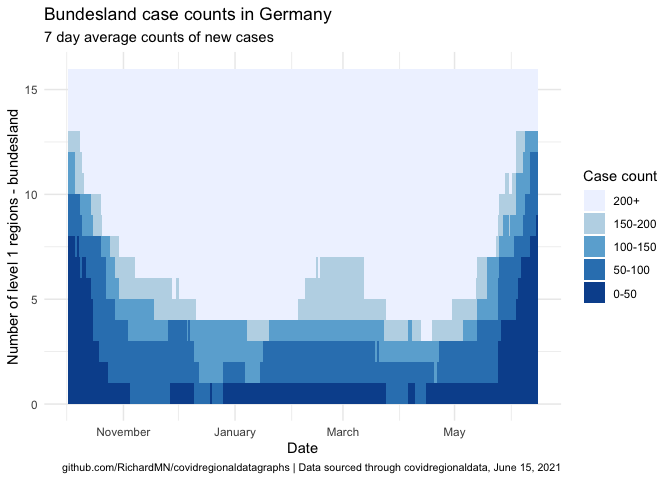 Bundesland case counts in Germany
7 day average counts of new cases
Number of level 1 regions - bundesland
15
10
5
0
November
January
March
May
Date
Case count
200+
150-200
100-150
50-100
0-50
github.com/RichardMN/covidregionaldatagraphs | Data sourced through covidregionaldata, June 15, 2021